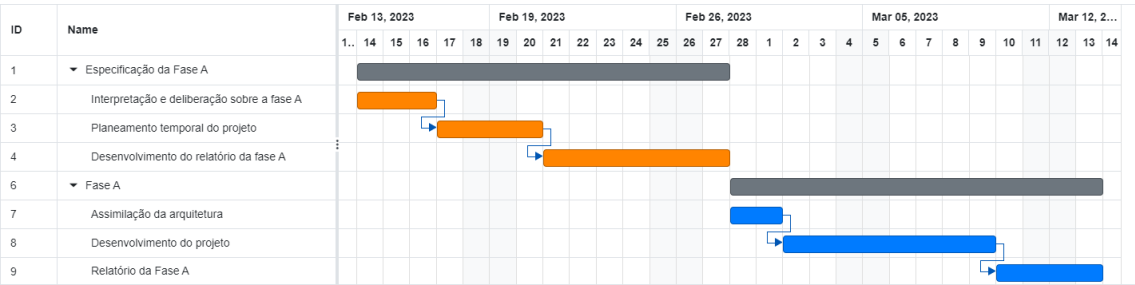 ID Name Feb 13, 2023 Feb 19, 2023 Feb 26, 2023 Mar 05, 2023 Mar 12, 2...
1.. 14 15 16 17 18 19 20 21 22 23 24 25 26 27 28 1 2 3 4 5 6 7 8 9 10 11 12 13 14
1 Especificação da Fase A
2 Interpretação e deliberação sobre a fase A
3 Planeamento temporal do projeto
4 Desenvolvimento do relatório da fase A
6 Fase A
7 Assimilação da arquitetura
8 Desenvolvimento do projeto
9 Relatório da Fase A